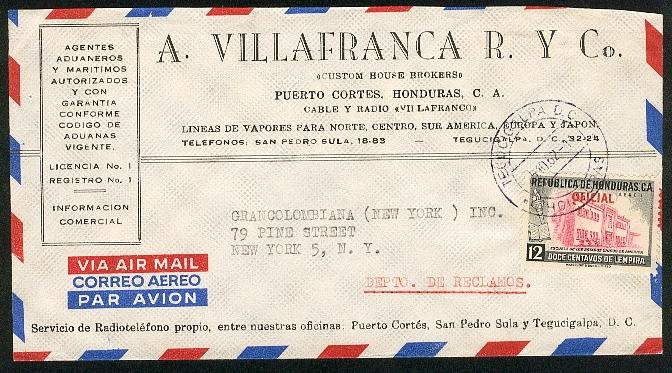 A. VILLAFRANCA R. Y Co.
«CUSTOM HOUSE BROKERS»
PUERTO CORTES, HONDURAS, C. A.
CABLE Y RADIO «VILLAFRANCO»
LINEAS DE VAPORES PARA NORTE, CENTRO, SUR AMERICA, EUROPA Y JAPON.
TELEFONOS: SAN PEDRO SULA, 18-83 — TEGUCIGALPA, D. C. 32-24
AGENTES
ADUANEROS
Y MARITIMOS
AUTORIZADOS
Y CON
GARANTIA
CONFORME
CODIGO DE
ADUANAS
VIGENTE.
LICENCIA No. 1
REGISTRO No. 1
INFORMACION
COMERCIAL
TEGUCIGALPA D. C.
REPUBLICA DE HONDURAS, C.A.
OFICIAL
12 DOCE CENTAVOS DE LEMPIRA
GRANCOLOMBIANA (NEW YORK ) INC.
79 PINE STREET
NEW YORK 5, N. Y.
DEPTO. DE RECLAMOS.
VIA AIR MAIL
CORREO AEREO
PAR AVION
Servicio de Radioteléfono propio, entre nuestras oficinas: Puerto Cortés, San Pedro Sula y Tegucigalpa, D. C.